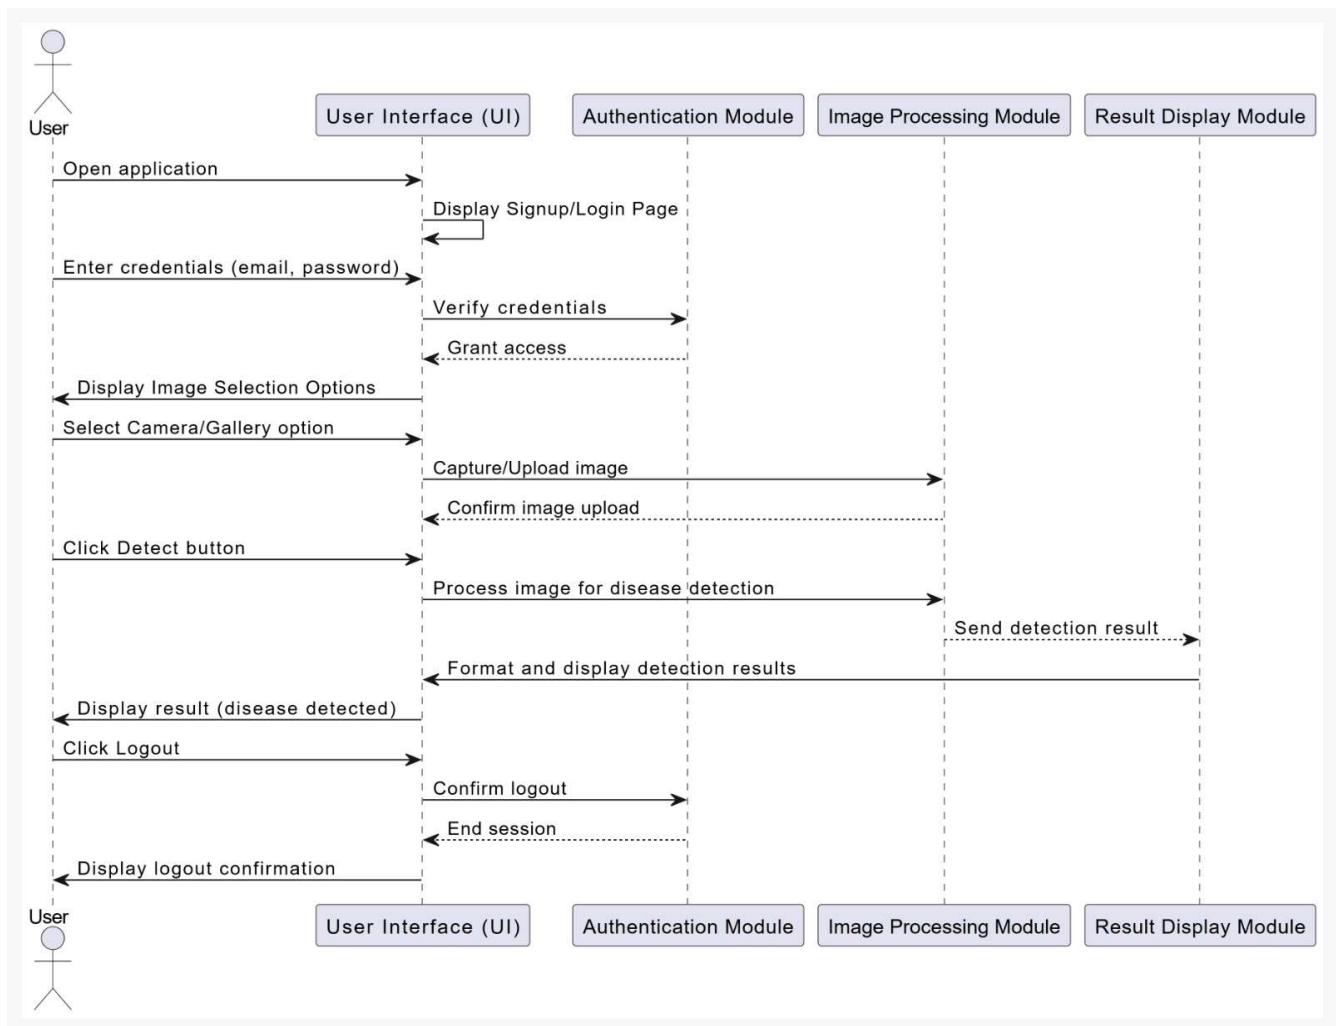 User
User Interface (UI)
Authentication Module
Image Processing Module
Result Display Module
Open application
Display Signup/Login Page
Enter credentials (email, password)
Verify credentials
Grant access
Display Image Selection Options
Select Camera/Gallery option
Capture/Upload image
Confirm image upload
Click Detect button
Process image for disease detection
Send detection result
Format and display detection results
Display result (disease detected)
Click Logout
Confirm logout
End session
Display logout confirmation
User
User Interface (UI)
Authentication Module
Image Processing Module
Result Display Module